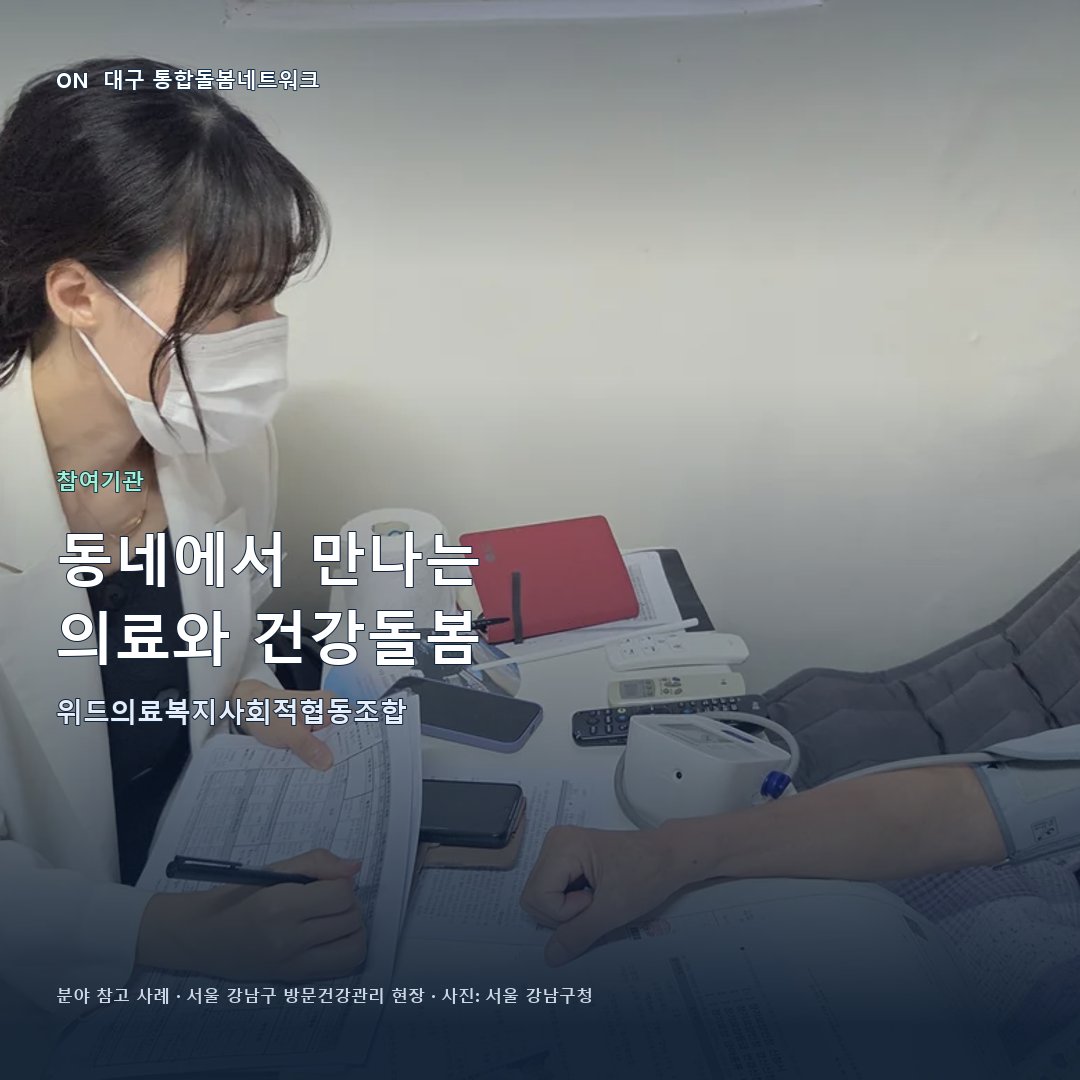 ON 대구 통합돌봄네트워크
참여기관
동네에서 만나는
의료와 건강돌봄
위드의료복지사회적협동조합
분야 참고 사례 · 서울 강남구 방문건강관리 현장 · 사진: 서울 강남구청